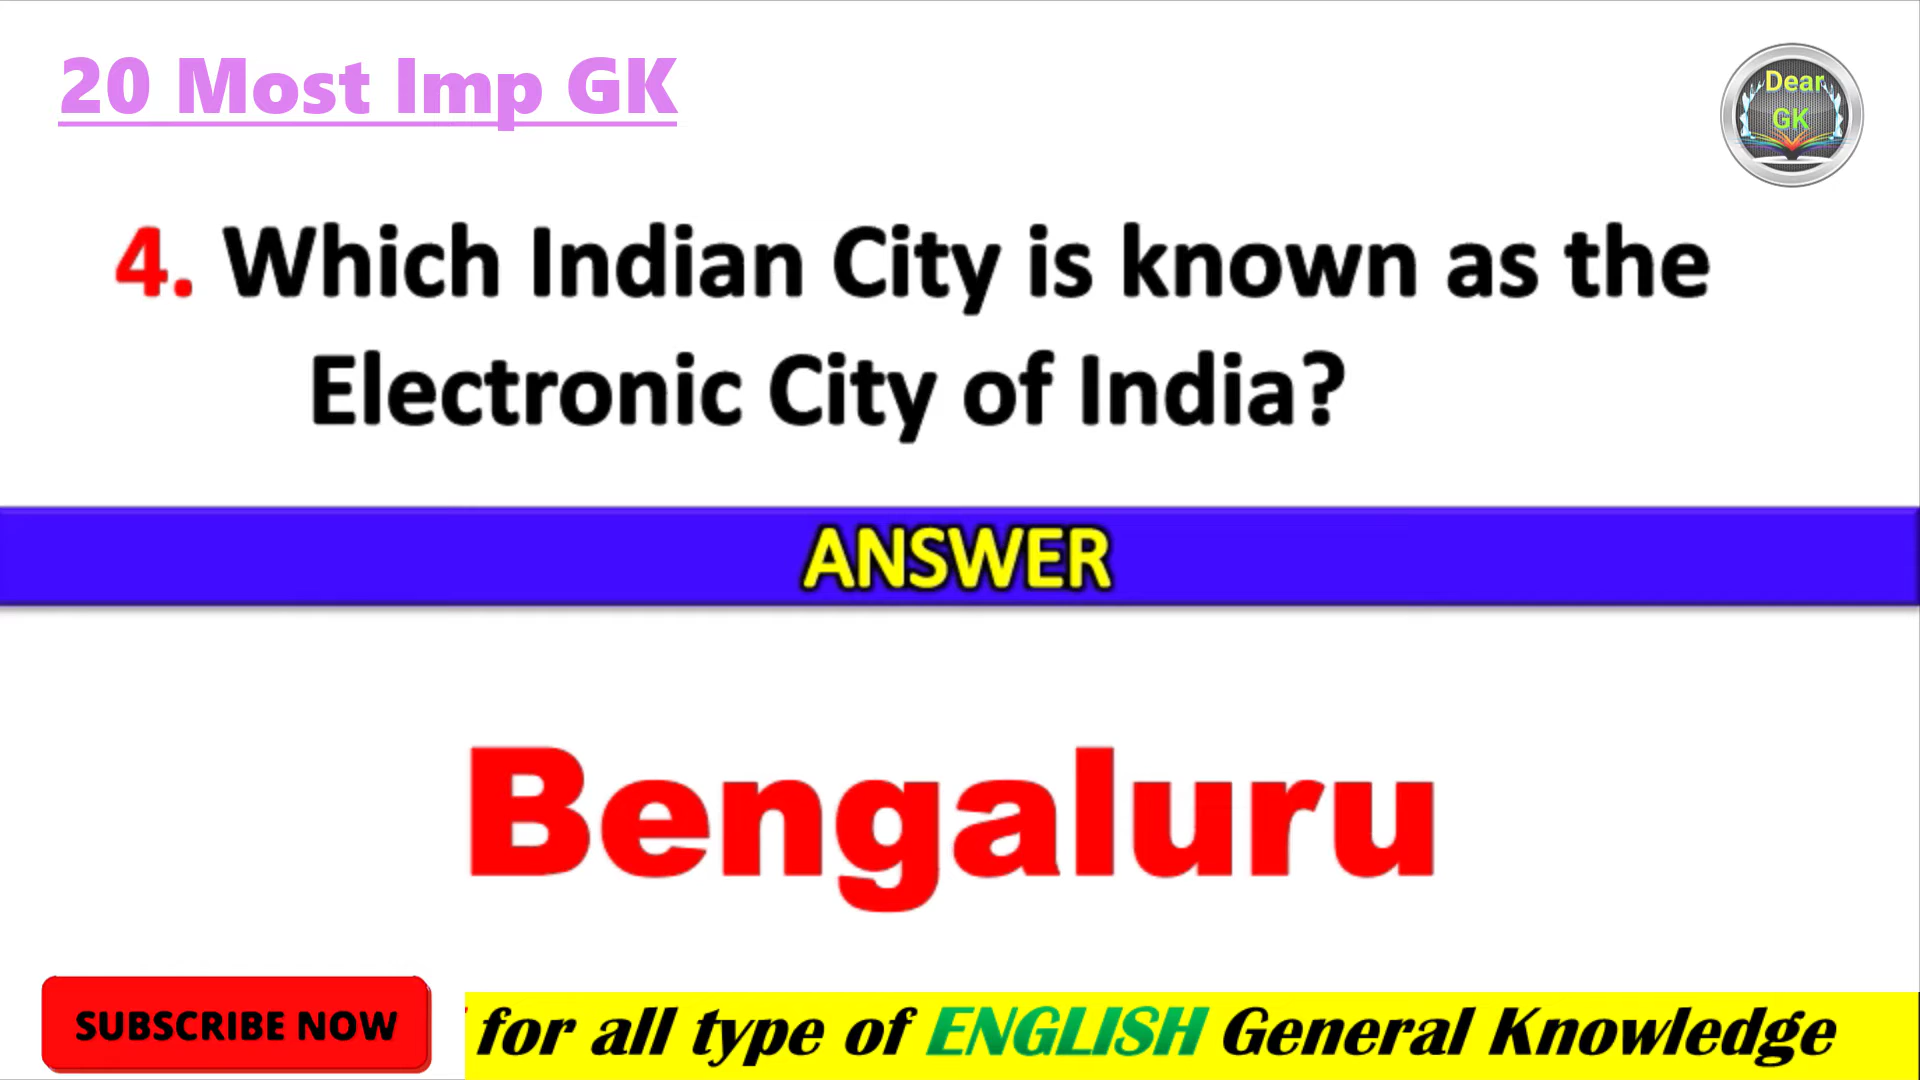 20 Most Imp GK
Dear
GK
4. Which Indian City is known as the
Electronic City of India?
ANSWER
Bengaluru
SUBSCRIBE NOW
for all type of ENGLISH General Knowledge